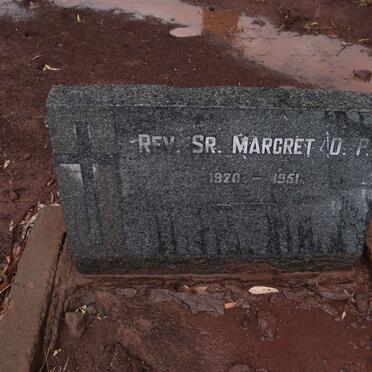 REV. SR. MARGRET O. P.
1920 - 1951